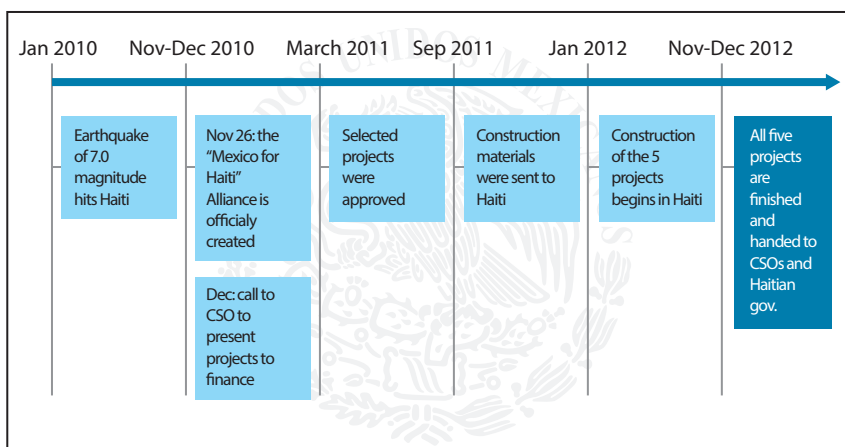 Jan 2010 Nov-Dec 2010 March 2011 Sep 2011 Jan 2012 Nov-Dec 2012
UNIDOS MEXICANOS
Earthquake
of 7.0
magnitude
hits Haiti
Nov 26: the
“Mexico for
Haiti”
Alliance is
officialy
created
Dec: call to
CSO to
present
projects to
finance
Selected
projects
were
approved
Construction
materials
were sent to
Haiti
Construction
of the 5
projects
begins in Haiti
All five
projects
are
finished
and
handed to
CSOs and
Haitian
gov.